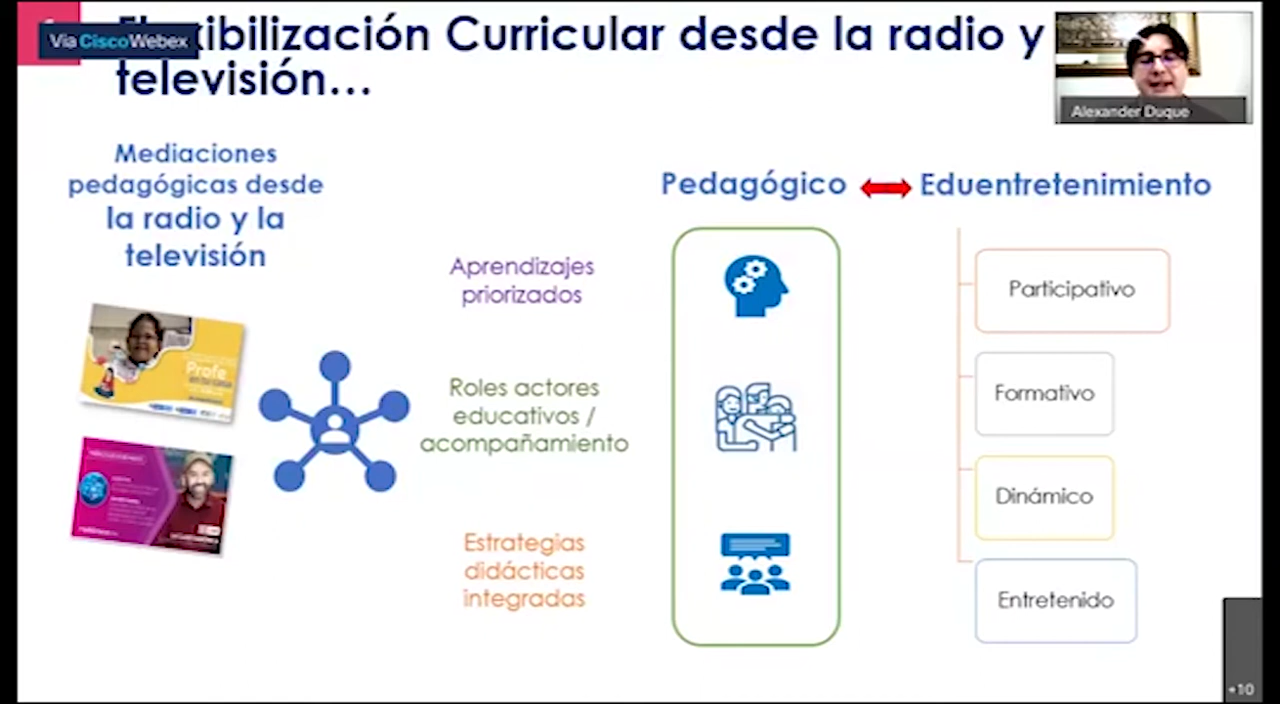 Via CiscoWebex
xibilización Curricular desde la radio y
televisión...
Alexander Duque
Mediaciones
pedagógicas desde
la radio y la
televisión
Pedagógico
Eduentretenimiento
Aprendizajes
priorizados
Participativo
Profe
Roles actores
educativos /
acompañamiento
Formativo
Dinámico
Estrategias
didácticas
integradas
Entretenido
+10